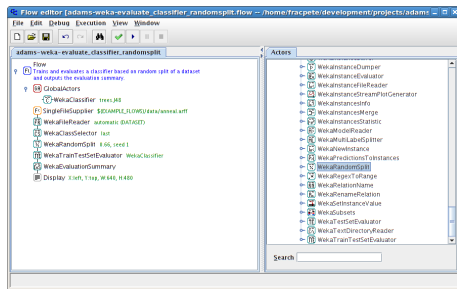 Flow editor [adams-weka-evaluate_classifier_randomsplit.flow -- /home/fracpete/development/projects/adams
File Edit Debug Execution View Window
adams-weka-evaluate_classifier_randomsplit
Flow
Trains and evaluates a classifier based on random split of a dataset
and outputs the evaluation summary.
GlobalActors
WekaClassifier trees.J48
SingleFileSupplier $EXAMPLE_FLOWS/data/anneal.arff
WekaFileReader automatic (DATASET)
WekaClassSelector last
WekaRandomSplit 0.66, seed 1
WekaTrainTestSetEvaluator WekaClassifier
WekaEvaluationSummary
Display X:left, Y:top, W:640, H:480
Actors
WekaInstanceDumper
WekaInstanceEvaluator
WekaInstanceFileReader
WekaInstanceStreamPlotGenerator
WekaInstancesInfo
WekaInstancesMerge
WekaInstancesStatistic
WekaModelReader
WekaMultiLabelSplitter
WekaNewInstance
WekaPredictionsToInstances
WekaRandomSplit
WekaRegexToRange
WekaRelationName
WekaRenameRelation
WekaSetInstanceValue
WekaSubsets
WekaTestSetEvaluator
WekaTextDirectoryReader
WekaTrainTestSetEvaluator
Search